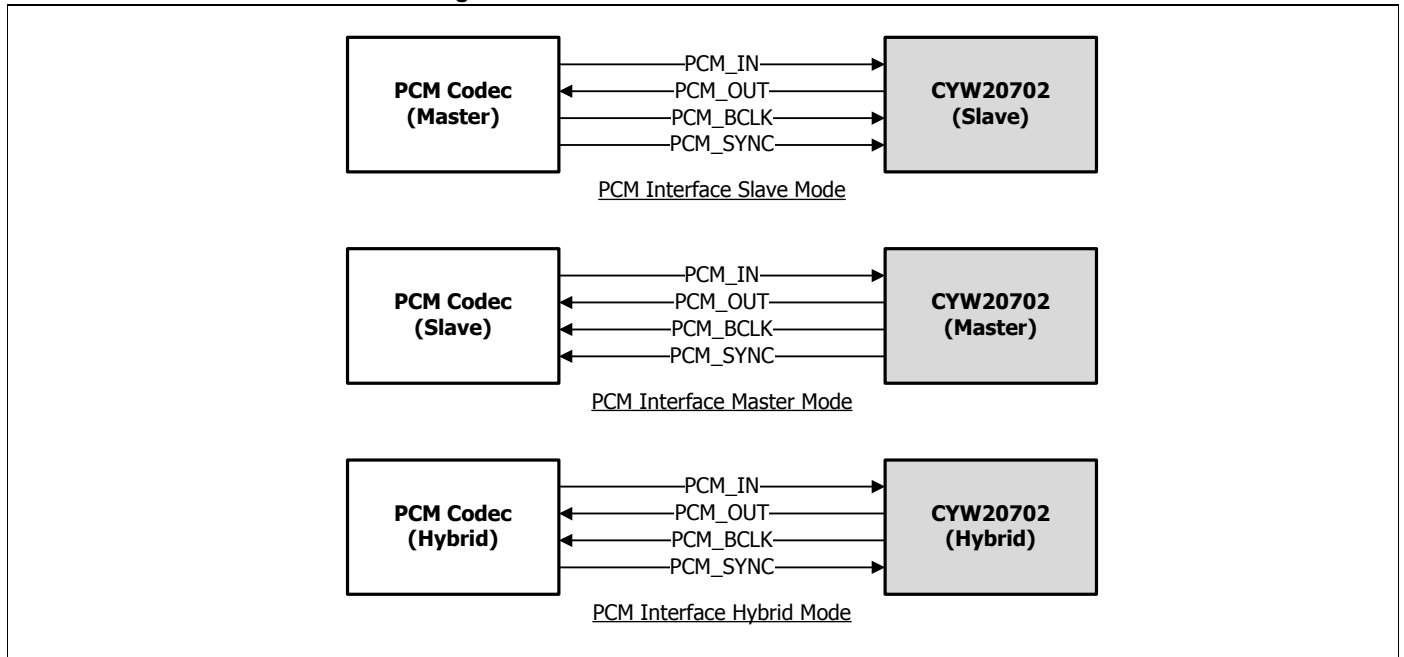 PCM Codec
(Master)
PCM_IN
PCM_OUT
PCM_BCLK
PCM_SYNC
CYW20702
(Slave)
PCM Interface Slave Mode
PCM Codec
(Slave)
PCM_IN
PCM_OUT
PCM_BCLK
PCM_SYNC
CYW20702
(Master)
PCM Interface Master Mode
PCM Codec
(Hybrid)
PCM_IN
PCM_OUT
PCM_BCLK
PCM_SYNC
CYW20702
(Hybrid)
PCM Interface Hybrid Mode